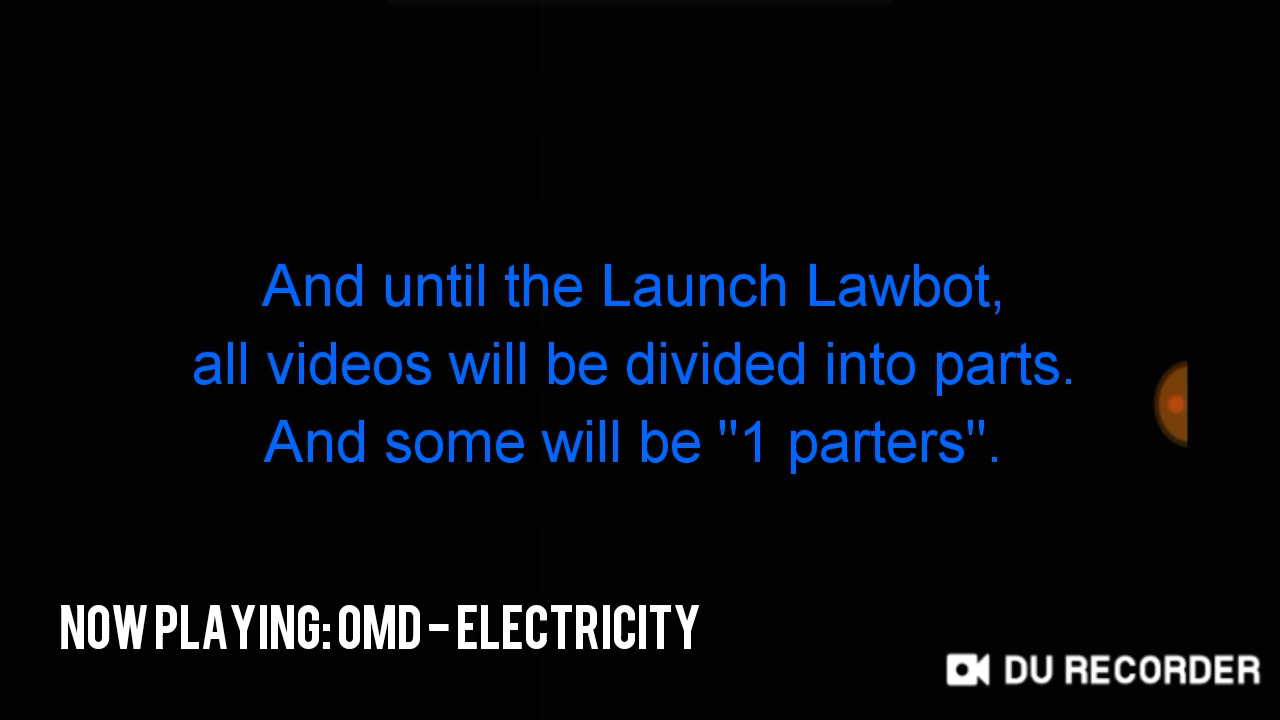 And until the Launch Lawbot,
all videos will be divided into parts.
And some will be "1 parters".
NOW PLAYING: OMD - ELECTRICITY
DU RECORDER